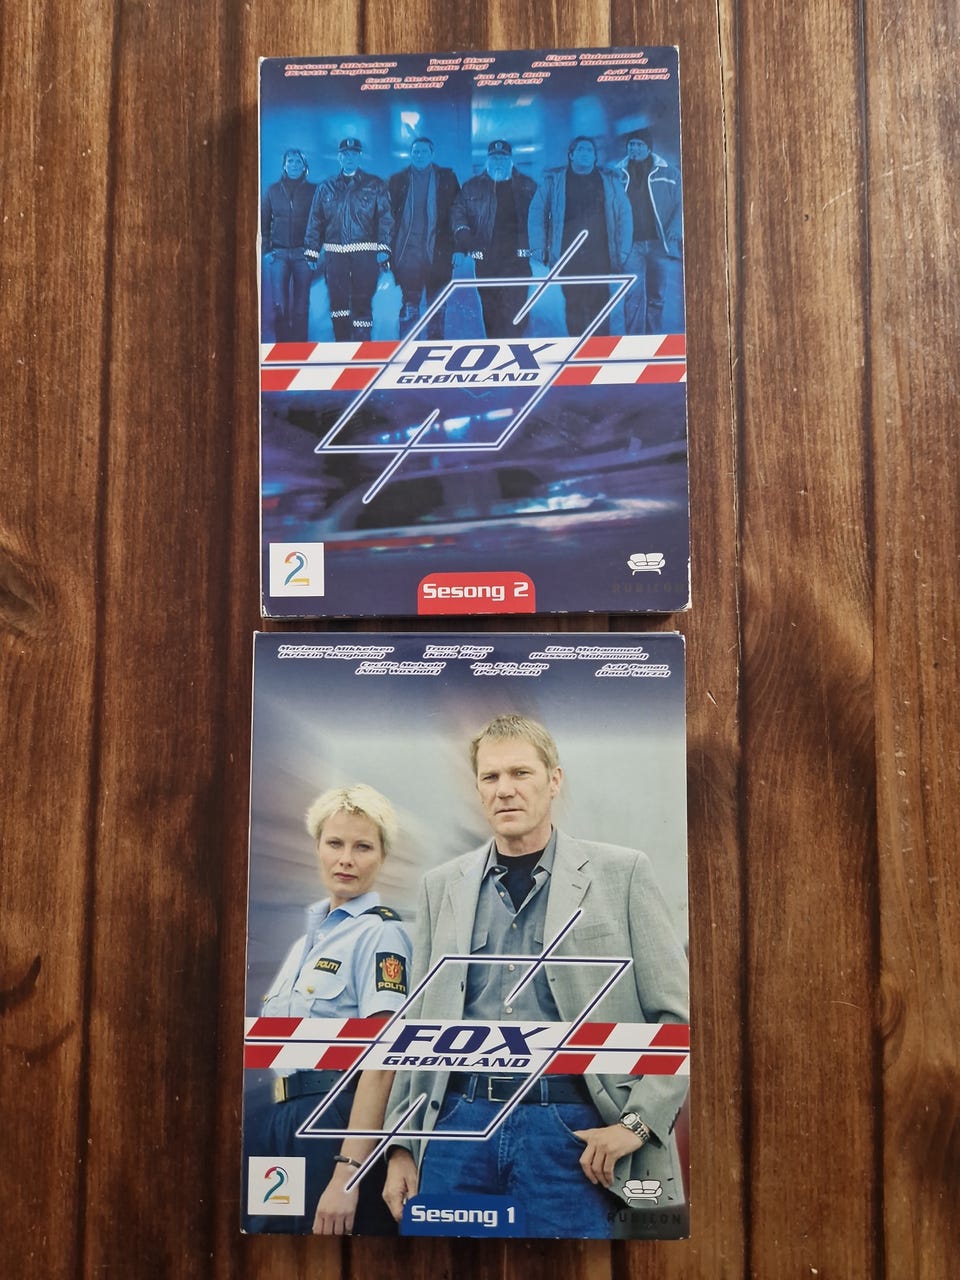 Marianne Mikkelsen Trond Olsen Elias Mohammed
(Kristin Skogheim) (Kalle Øby) (Hassan Mohammed)
Cecilie Melvold Jan Erik Holm Arif Osman
(Nina Woxholt) (Per Frisch) (Daud Mirza)
FOX
GRØNLAND
2
Sesong 2
RUBICON
Marianne Mikkelsen Trond Olsen Elias Mohammed
(Kristin Skogheim) (Kalle Øby) (Hassan Mohammed)
Cecilie Melvold Jan Erik Holm Arif Osman
(Nina Woxholt) (Per Frisch) (Daud Mirza)
POLITI
POLITI
FOX
GRØNLAND
2
Sesong 1
RUBICON